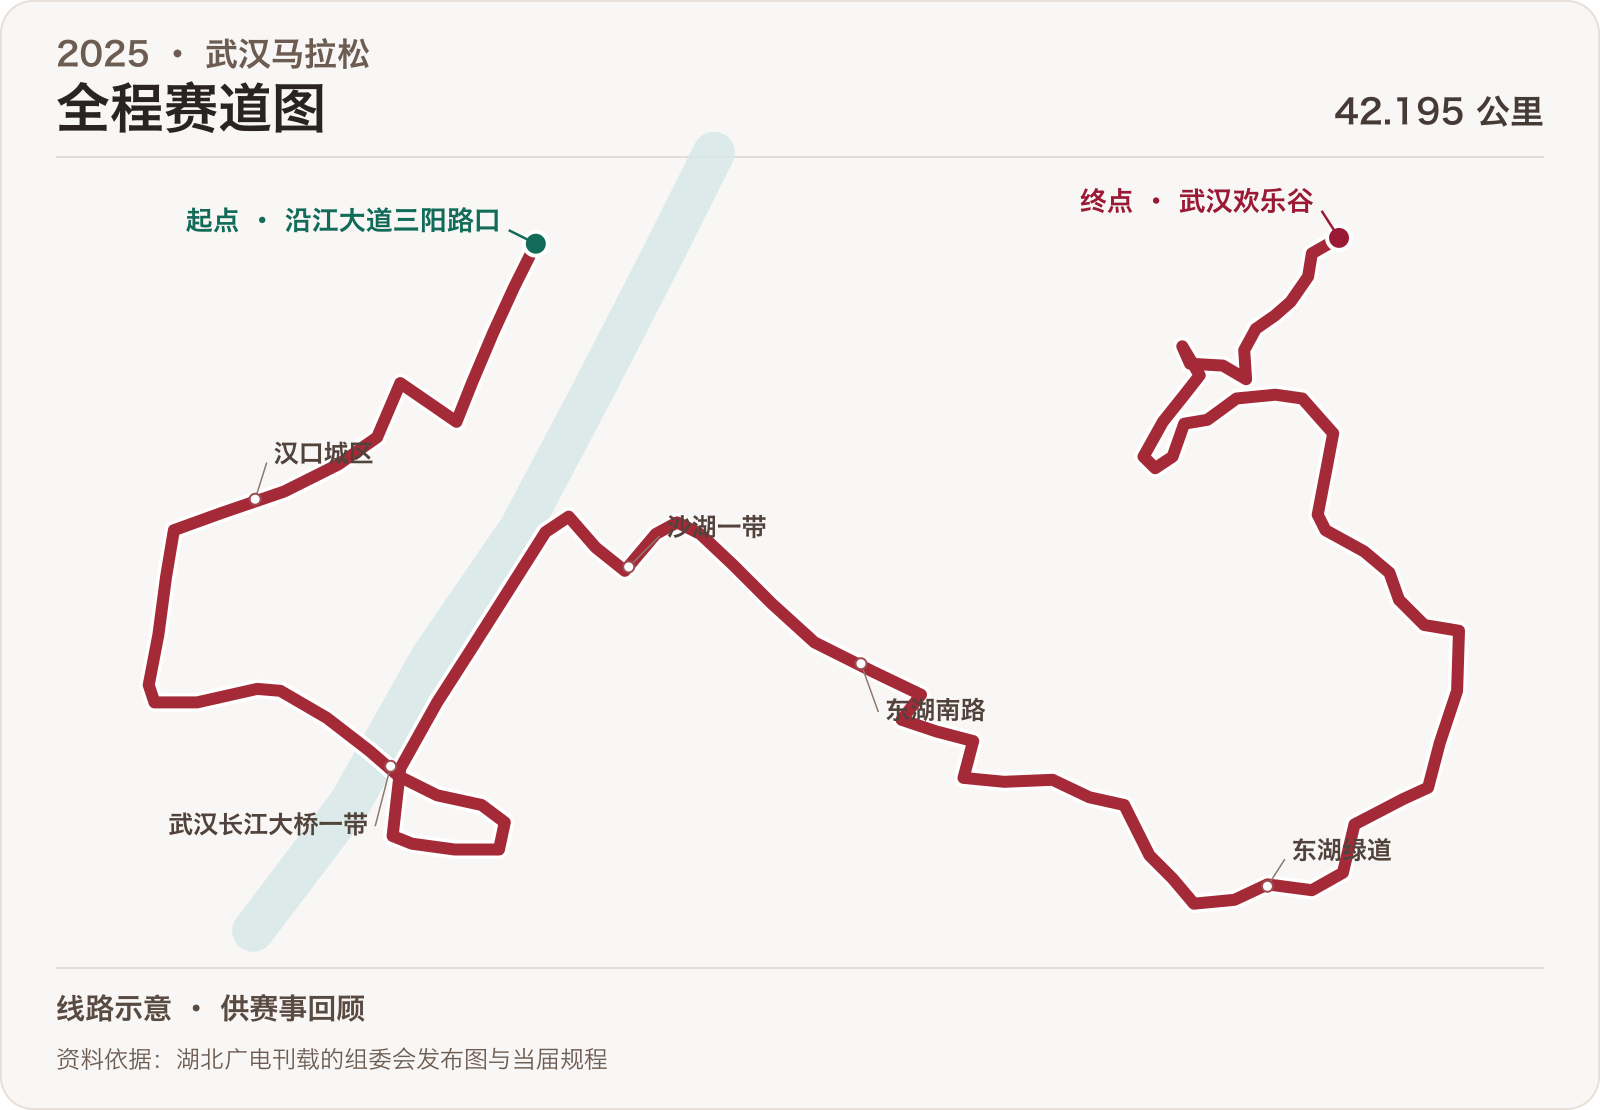 2025 · 武汉马拉松
全程赛道图
42.195 公里
起点 · 沿江大道三阳路口
终点 · 武汉欢乐谷
汉口城区
沙湖一带
东湖南路
武汉长江大桥一带
东湖绿道
线路示意 · 供赛事回顾
资料依据：湖北广电刊载的组委会发布图与当届规程